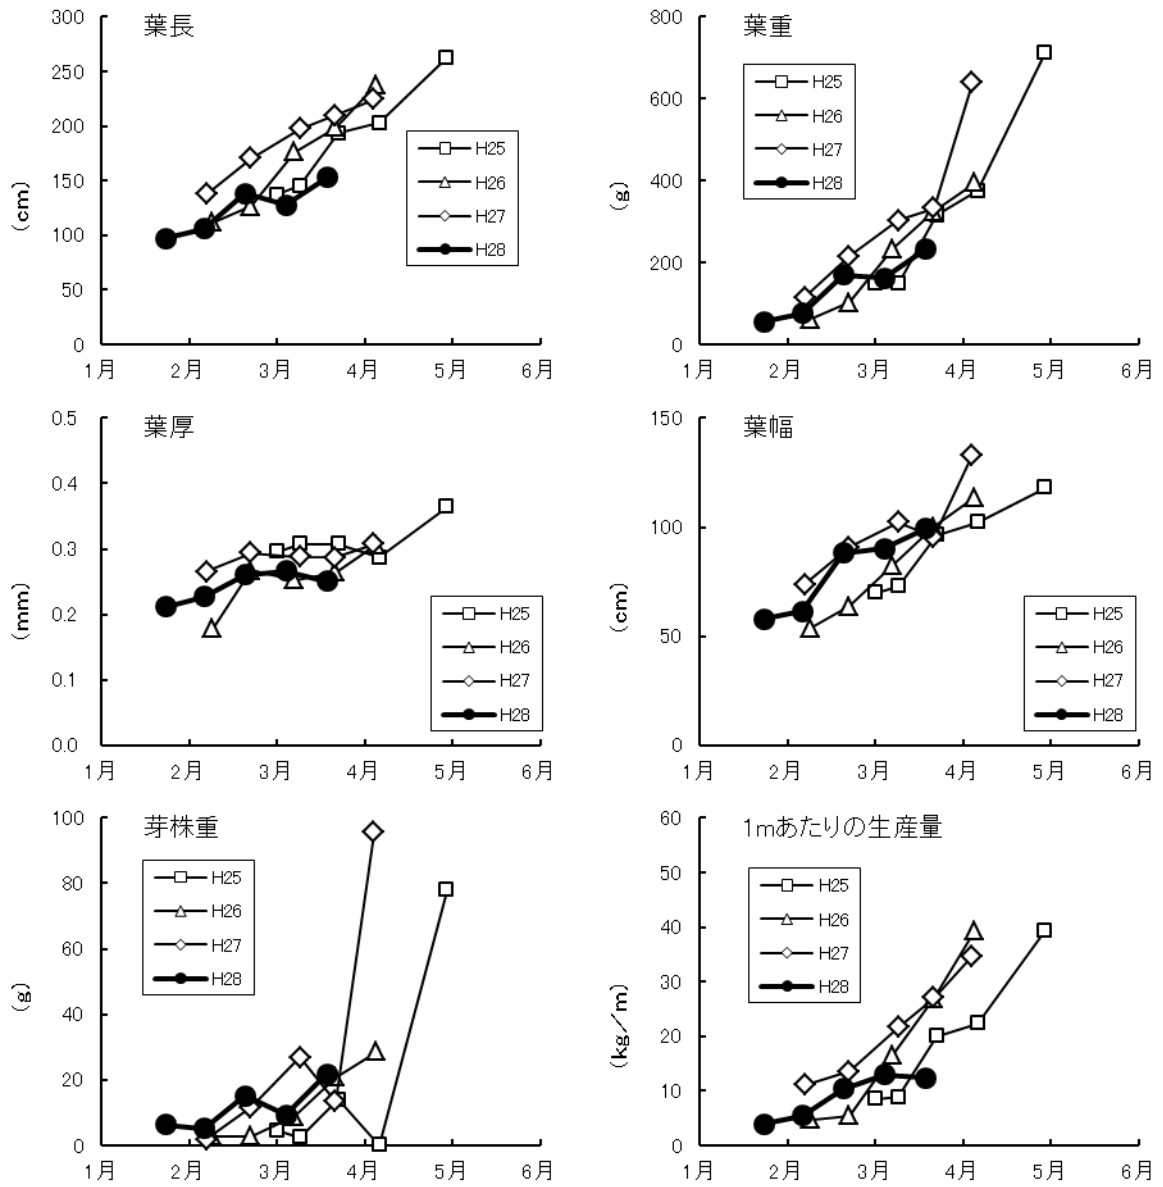 葉長
300
250
200
150
100
50
0
(cm)
H25
H26
H27
H28
1月 2月 3月 4月 5月 6月
葉重
800
600
400
200
0
(g)
H25
H26
H27
H28
1月 2月 3月 4月 5月 6月
葉厚
0.5
0.4
0.3
0.2
0.1
0.0
(mm)
H25
H26
H27
H28
1月 2月 3月 4月 5月 6月
葉幅
150
100
50
0
(cm)
H25
H26
H27
H28
1月 2月 3月 4月 5月 6月
芽株重
100
80
60
40
20
0
(g)
H25
H26
H27
H28
1月 2月 3月 4月 5月 6月
1mあたりの生産量
60
50
40
30
20
10
0
(kg/m)
H25
H26
H27
H28
1月 2月 3月 4月 5月 6月